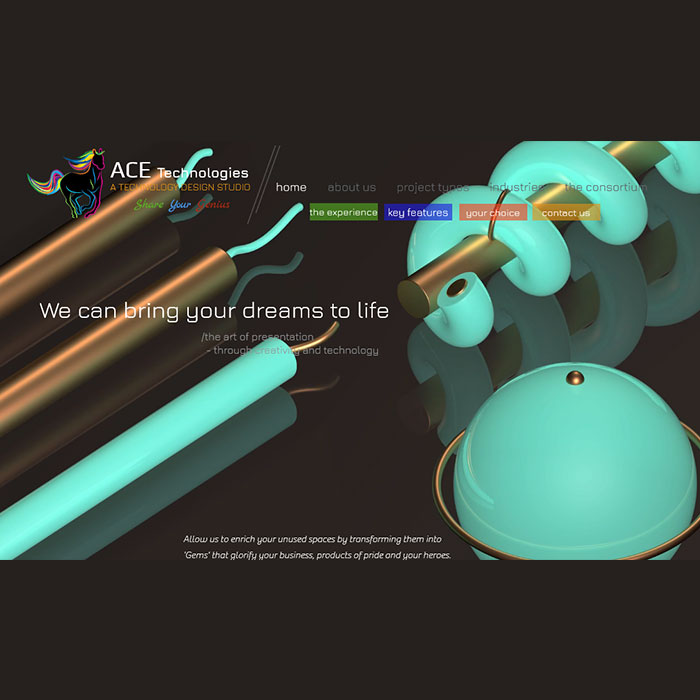 ACE Technologies
A TECHNOLOGY DESIGN STUDIO
Share Your Genius
home about us project types industries the consortium
the experience key features your choice contact us
We can bring your dreams to life
/the art of presentation
- through creativity and technology
Allow us to enrich your unused spaces by transforming them into
'Gems' that glorify your business, products of pride and your heroes.